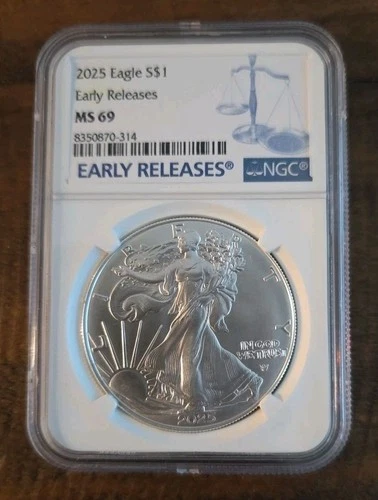 2025 Eagle S$1
Early Releases
MS 69
8350870-314
EARLY RELEASES®
NGC®
LIBERTY
IN GOD
WE TRUST
2025